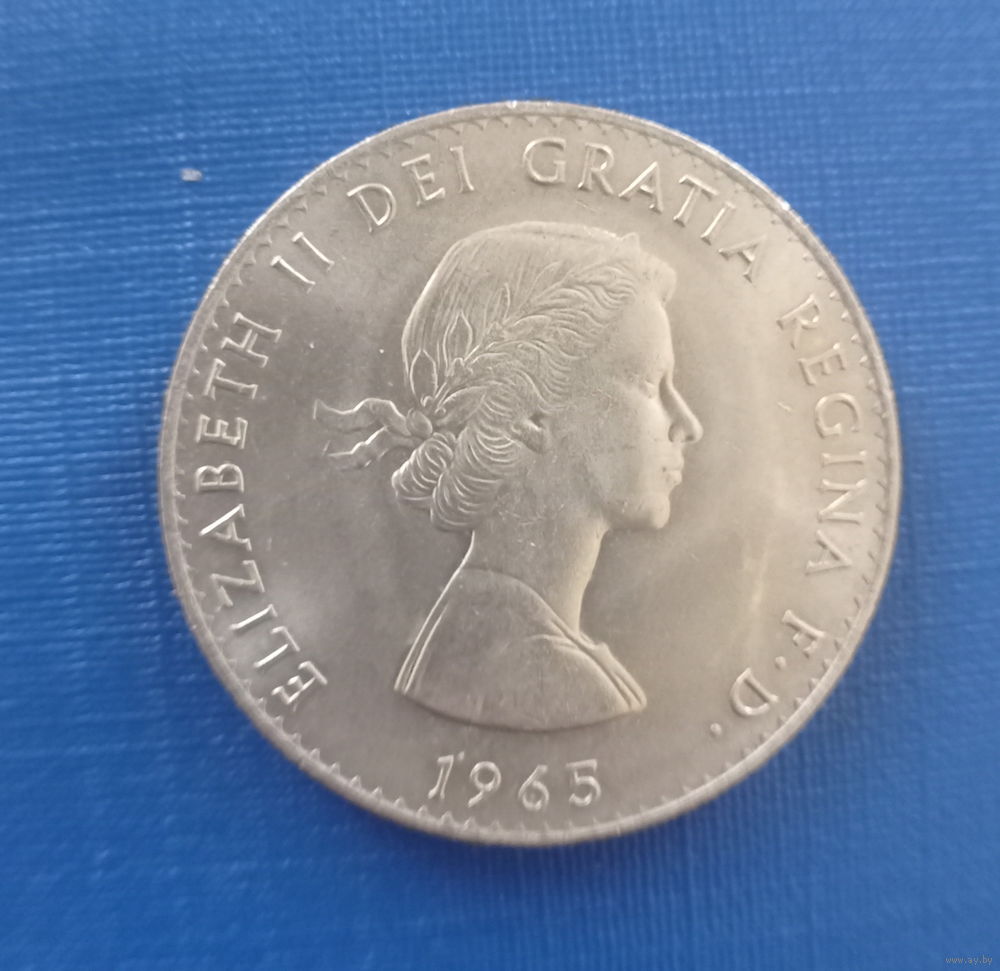 ELIZABETH II DEI GRATIA REGINA F. D.
1965
www.ay.by